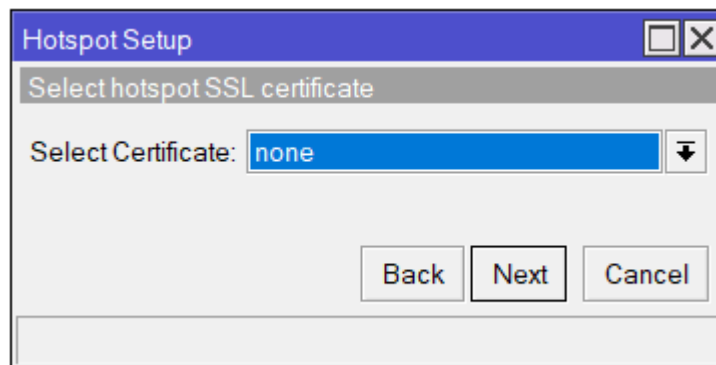 Hotspot Setup
Select hotspot SSL certificate
Select Certificate: none
Back Next Cancel